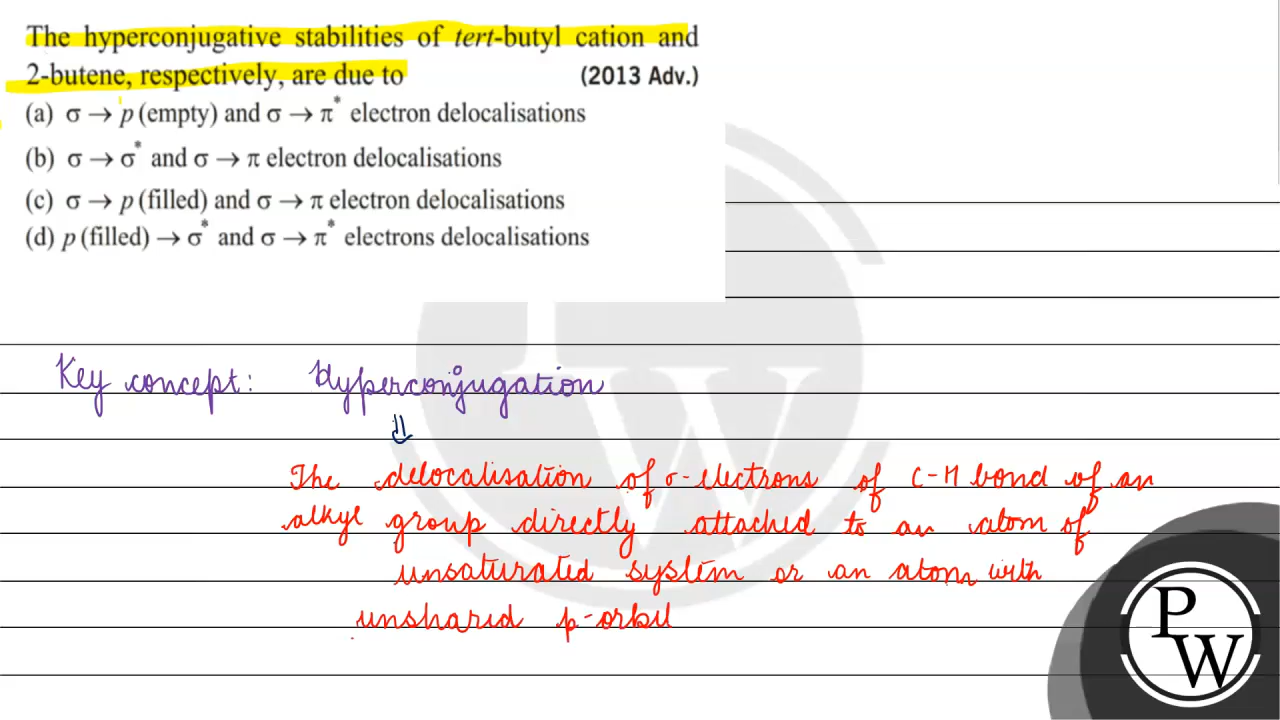 The hyperconjugative stabilities of tert-butyl cation and
2-butene, respectively, are due to (2013 Adv.)
(a) σ → p (empty) and σ → π* electron delocalisations
(b) σ → σ* and σ → π electron delocalisations
(c) σ → p (filled) and σ → π electron delocalisations
(d) p (filled) → σ* and σ → π* electrons delocalisations
Key concept: Hyperconjugation
⇓
The delocalisation of σ-electrons of C-H bond of an
alkyl group directly attached to an atom of
unsaturated system or an atom with
unshared p-orbit
P
W